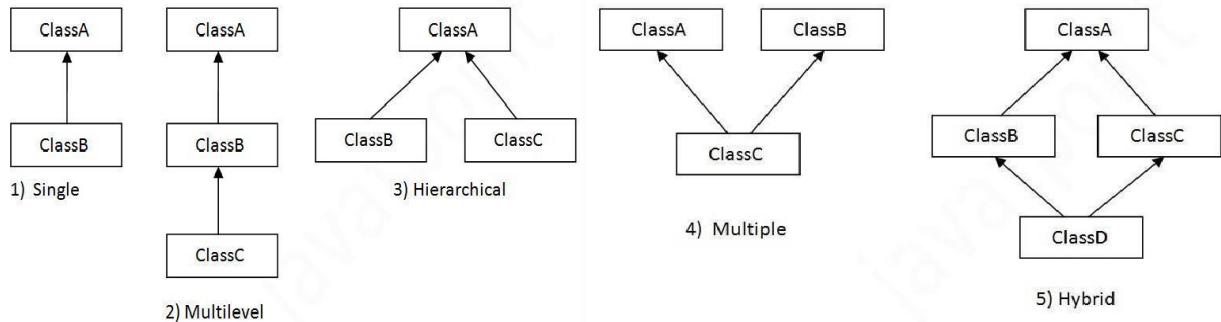 ClassA
ClassB
1) Single
ClassA
ClassB
ClassC
2) Multilevel
ClassA
ClassB
ClassC
3) Hierarchical
ClassA
ClassB
ClassC
4) Multiple
ClassA
ClassB
ClassC
ClassD
5) Hybrid